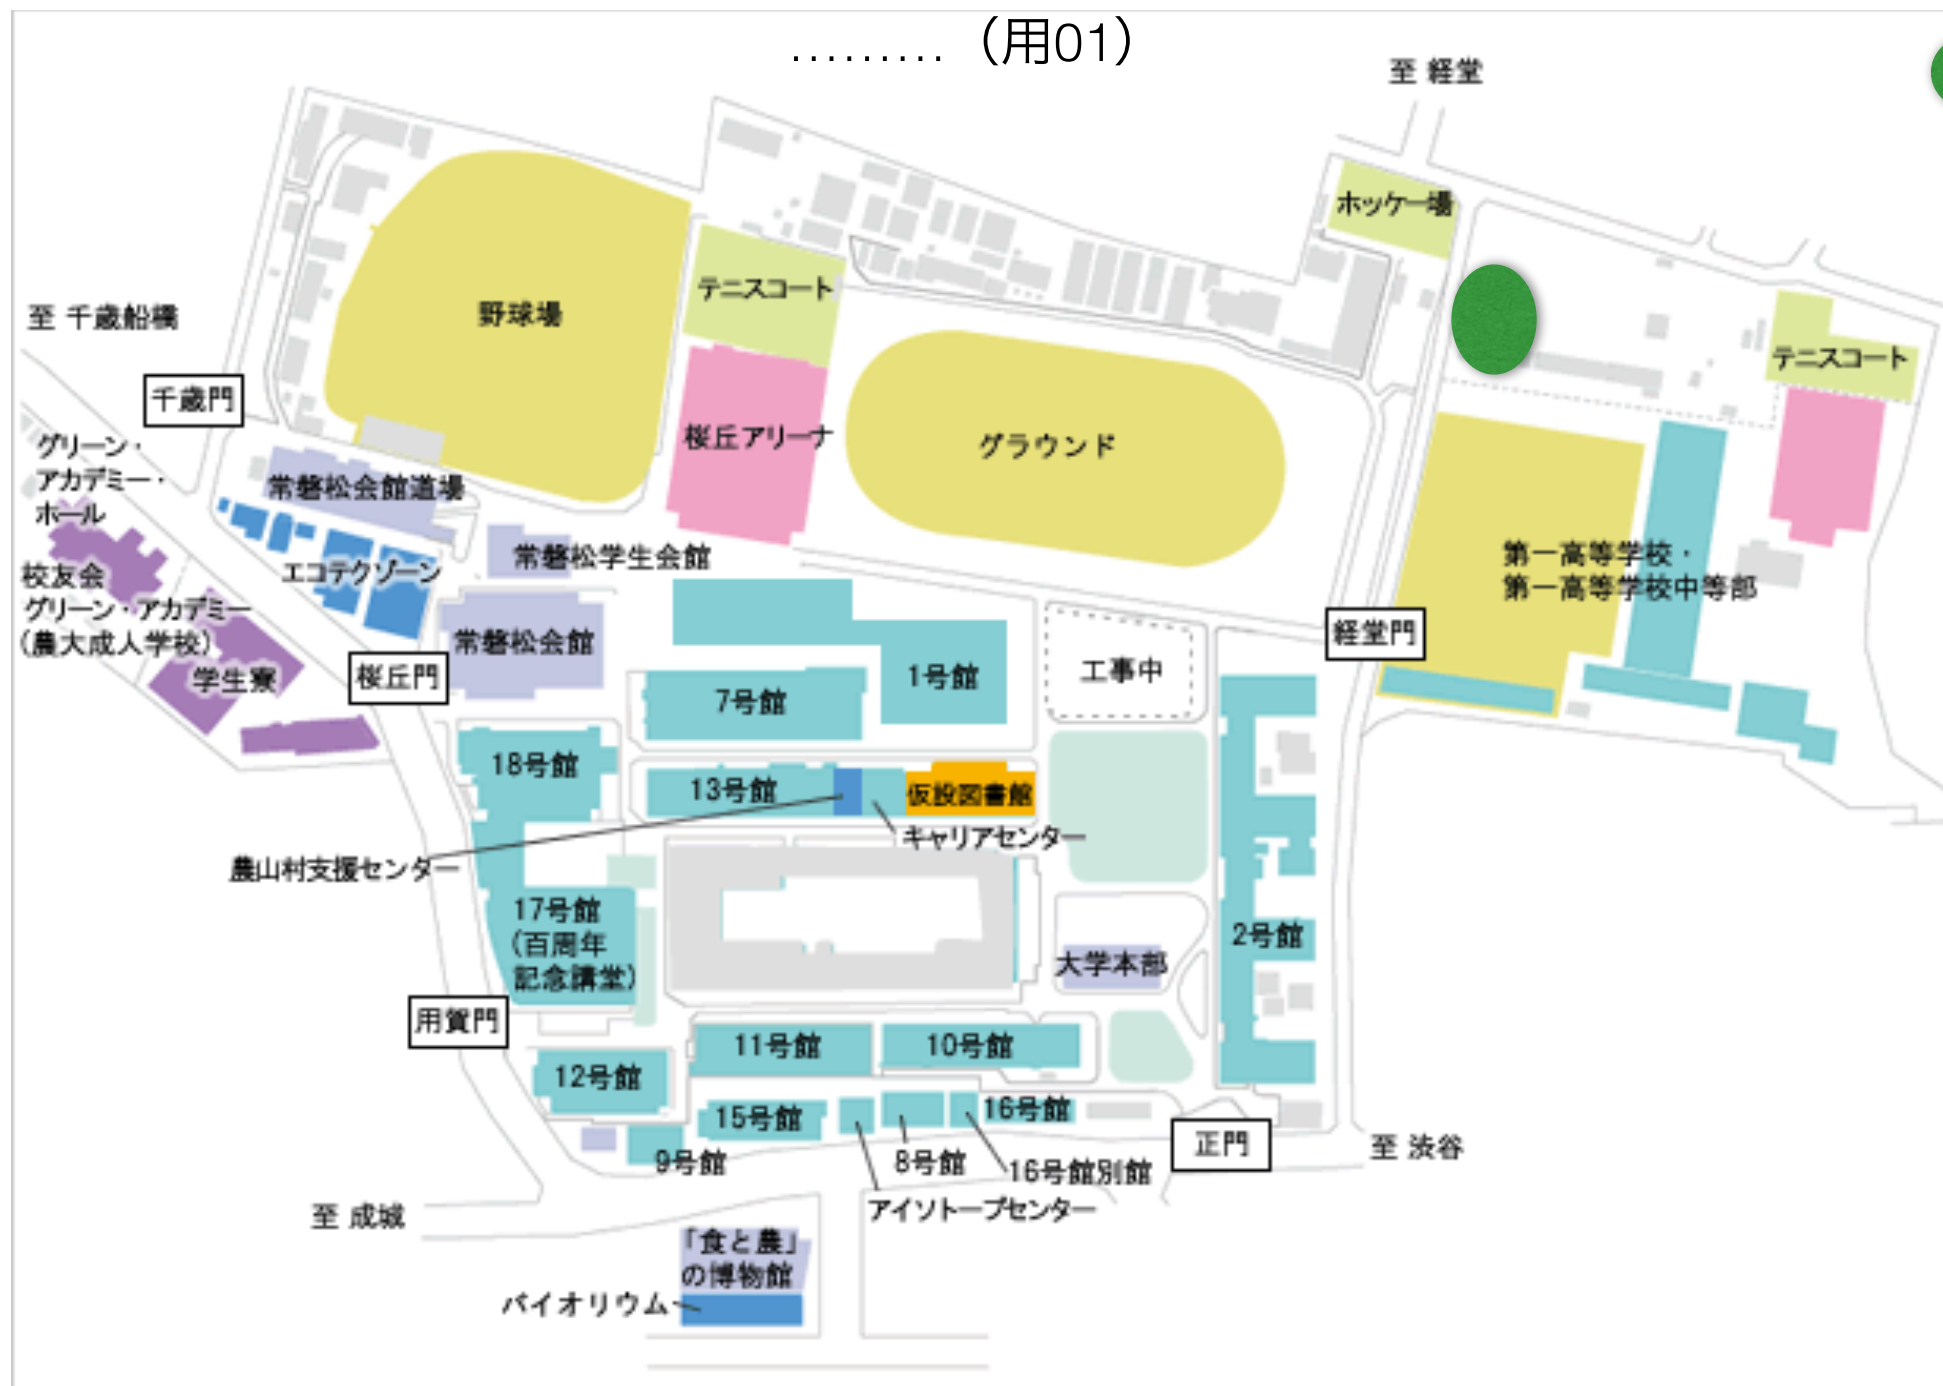 ………（用01）
至 経堂
ホッケー場
テニスコート
野球場
至 千歳船橋
テニスコート
千歳門
桜丘アリーナ
グラウンド
グリーン・
アカデミー・
ホール
常磐松会館道場
常磐松学生会館
第一高等学校・
第一高等学校中等部
エコテクゾーン
校友会
グリーン・アカデミー
（農大成人学校）
常磐松会館
経堂門
工事中
学生寮
桜丘門
1号館
7号館
18号館
13号館
仮設図書館
キャリアセンター
農山村支援センター
17号館
（百周年
記念講堂）
2号館
大学本部
用賀門
11号館
10号館
12号館
15号館
16号館
正門
至 渋谷
9号館
8号館
16号館別館
アイソトープセンター
至 成城
「食と農」
の博物館
バイオリウム